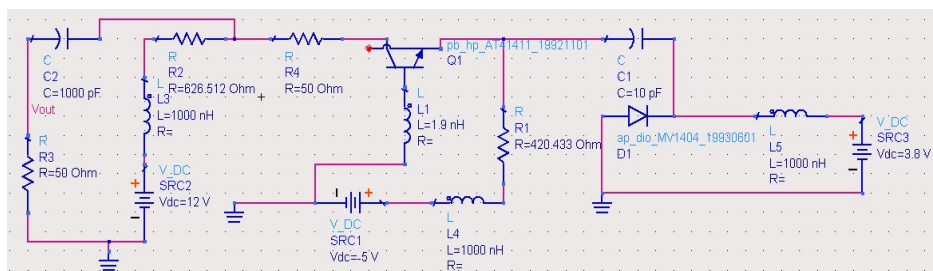 C
C2
C=1000 pF
Vout
R
R3
R=50 Ohm
R
R2
R=626.512 Ohm
L
L3
L=1000 nH
R=
V_DC
SRC2
Vdc=12 V
R
R4
R=50 Ohm
pb_hp_AT41411_19921101
Q1
L
L1
L=1.9 nH
R=
V_DC
SRC1
Vdc=-5 V
L
L4
L=1000 nH
R=
R
R1
R=420.433 Ohm
C
C1
C=10 pF
ap_dio_MV1404_19930601
D1
L
L5
L=1000 nH
R=
V_DC
SRC3
Vdc=3.8 V